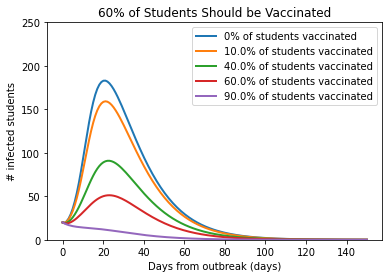 60% of Students Should be Vaccinated
250
200
150
100
50
0
# infected students
0% of students vaccinated
10.0% of students vaccinated
40.0% of students vaccinated
60.0% of students vaccinated
90.0% of students vaccinated
0 20 40 60 80 100 120 140
Days from outbreak (days)